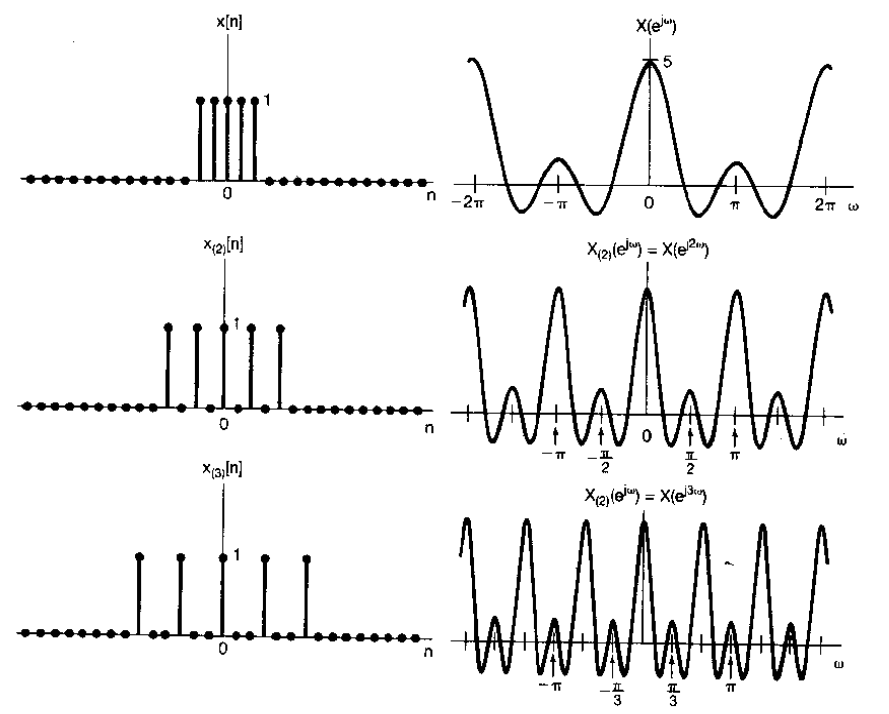 x[n]
X(e^{jω})
1
5
0
n
−2π
−π
0
π
2π
ω
x_{(2)}[n]
X_{(2)}(e^{jω}) = X(e^{j2ω})
1
0
n
0
ω
−π
−π/2
π/2
π
x_{(3)}[n]
X_{(2)}(e^{jω}) = X(e^{j3ω})
1
0
n
ω
−π
−π/3
π/3
π